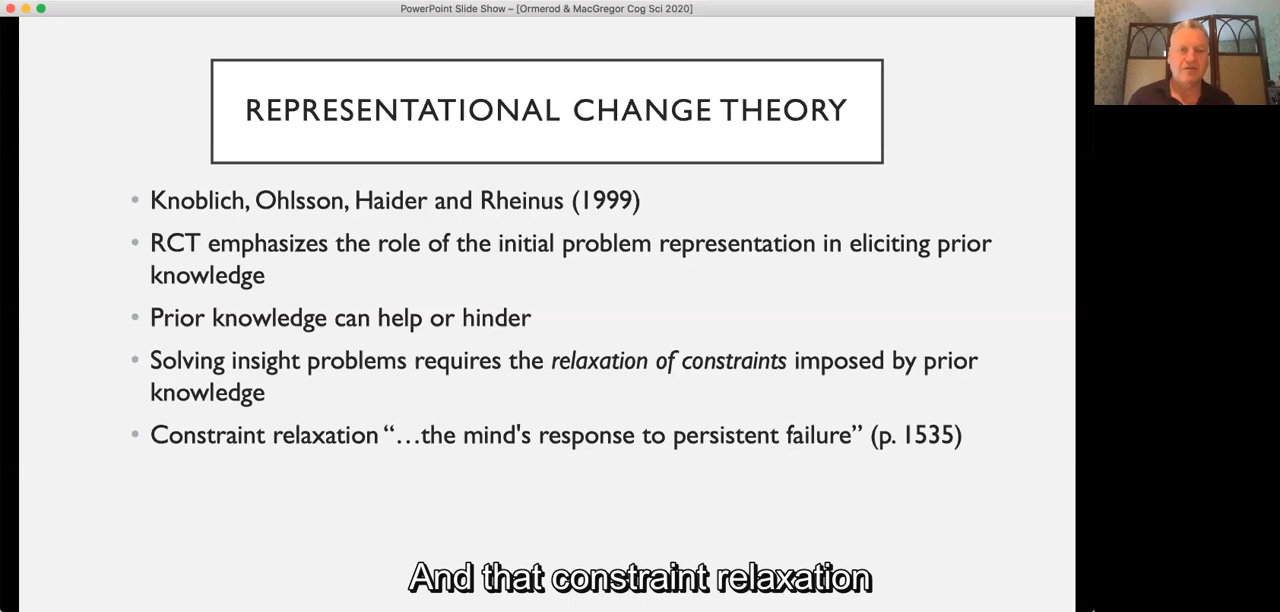 PowerPoint Slide Show – [Ormerod & MacGregor Cog Sci 2020]
REPRESENTATIONAL CHANGE THEORY
• Knoblich, Ohlsson, Haider and Rheinus (1999)
• RCT emphasizes the role of the initial problem representation in eliciting prior
knowledge
• Prior knowledge can help or hinder
• Solving insight problems requires the relaxation of constraints imposed by prior
knowledge
• Constraint relaxation “…the mind's response to persistent failure” (p. 1535)
And that constraint relaxation